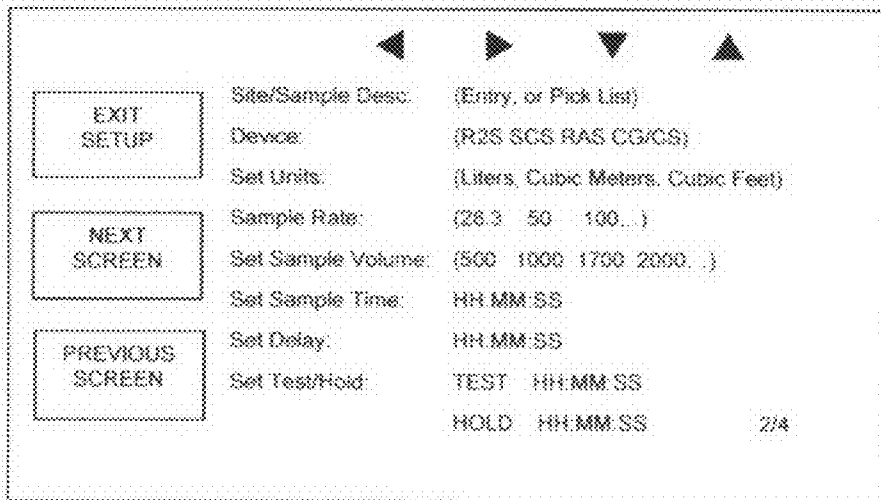 EXIT
SETUP
NEXT
SCREEN
PREVIOUS
SCREEN
Site/Sample Desc: (Entry, or Pick List)
Device: (R2S SCS RAS CG/CS)
Set Units: (Liters, Cubic Meters, Cubic Feet)
Sample Rate: (28.3 50 100...)
Set Sample Volume: (500 1000 1700 2000...)
Set Sample Time: HH:MM:SS
Set Delay: HH:MM:SS
Set Test/Hold: TEST HH:MM:SS
HOLD HH:MM:SS 2/4